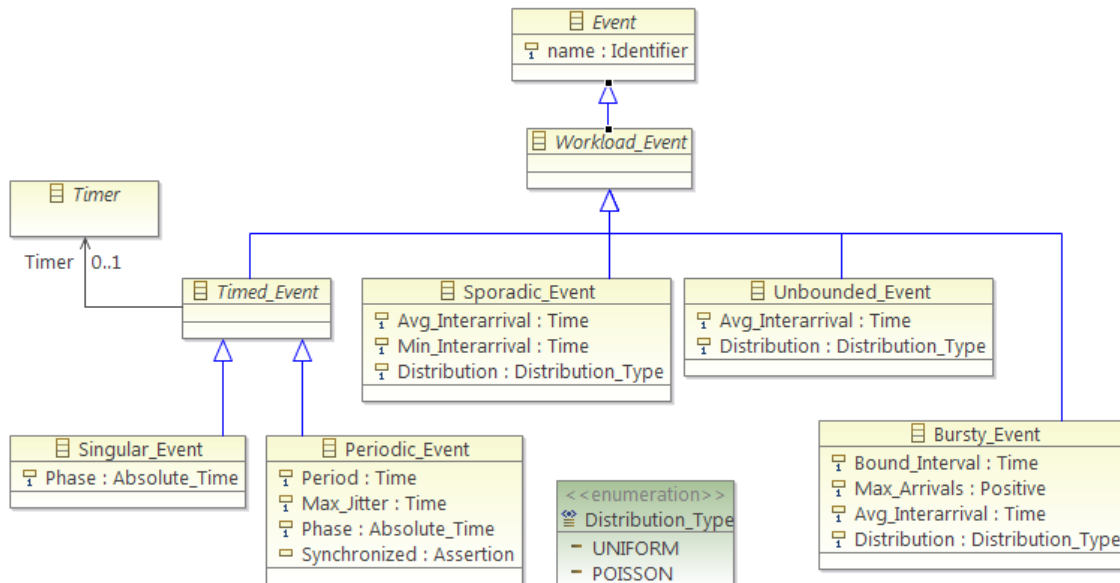 Event
name : Identifier
Workload_Event
Timer
Timer 0..1
Timed_Event
Sporadic_Event
Avg_Interarrival : Time
Min_Interarrival : Time
Distribution : Distribution_Type
Unbounded_Event
Avg_Interarrival : Time
Distribution : Distribution_Type
Singular_Event
Phase : Absolute_Time
Periodic_Event
Period : Time
Max_Jitter : Time
Phase : Absolute_Time
Synchronized : Assertion
<<enumeration>>
Distribution_Type
UNIFORM
POISSON
Bursty_Event
Bound_Interval : Time
Max_Arrivals : Positive
Avg_Interarrival : Time
Distribution : Distribution_Type